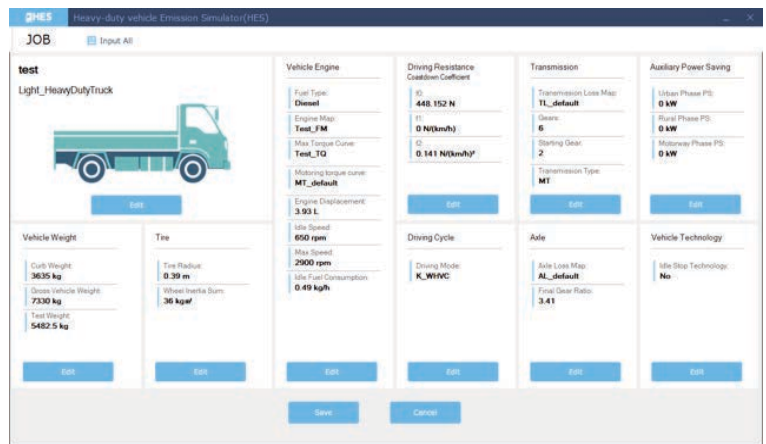 HES Heavy-duty vehicle Emission Simulator(HES)
JOB Input All
test
Light_HeavyDutyTruck
Edit
Vehicle Engine
Fuel Type:
Diesel
Engine Map:
Test_FM
Max Torque Curve:
Test_TQ
Motoring torque curve:
MT_default
Engine Displacement:
3.93 L
Idle Speed:
650 rpm
Max Speed:
2900 rpm
Idle Fuel Consumption:
0.49 kg/h
Edit
Driving Resistance
Coastdown Coefficient
f0:
448.152 N
f1:
0 N/(km/h)
f2:
0.141 N/(km/h)²
Edit
Transmission
Transmission Loss Map:
TL_default
Gears:
6
Starting Gear:
2
Transmission Type:
MT
Edit
Auxiliary Power Saving
Urban Phase PS:
0 kW
Rural Phase PS:
0 kW
Motorway Phase PS:
0 kW
Edit
Vehicle Weight
Curb Weight:
3635 kg
Gross Vehicle Weight:
7330 kg
Test Weight:
5482.5 kg
Edit
Tire
Tire Radius:
0.39 m
Wheel Inertia Sum:
36 kgm²
Edit
Driving Cycle
Driving Mode:
K_WHVC
Edit
Axle
Axle Loss Map:
AL_default
Final Gear Ratio:
3.41
Edit
Vehicle Technology
Idle Stop Technology:
No
Edit
Save Cancel